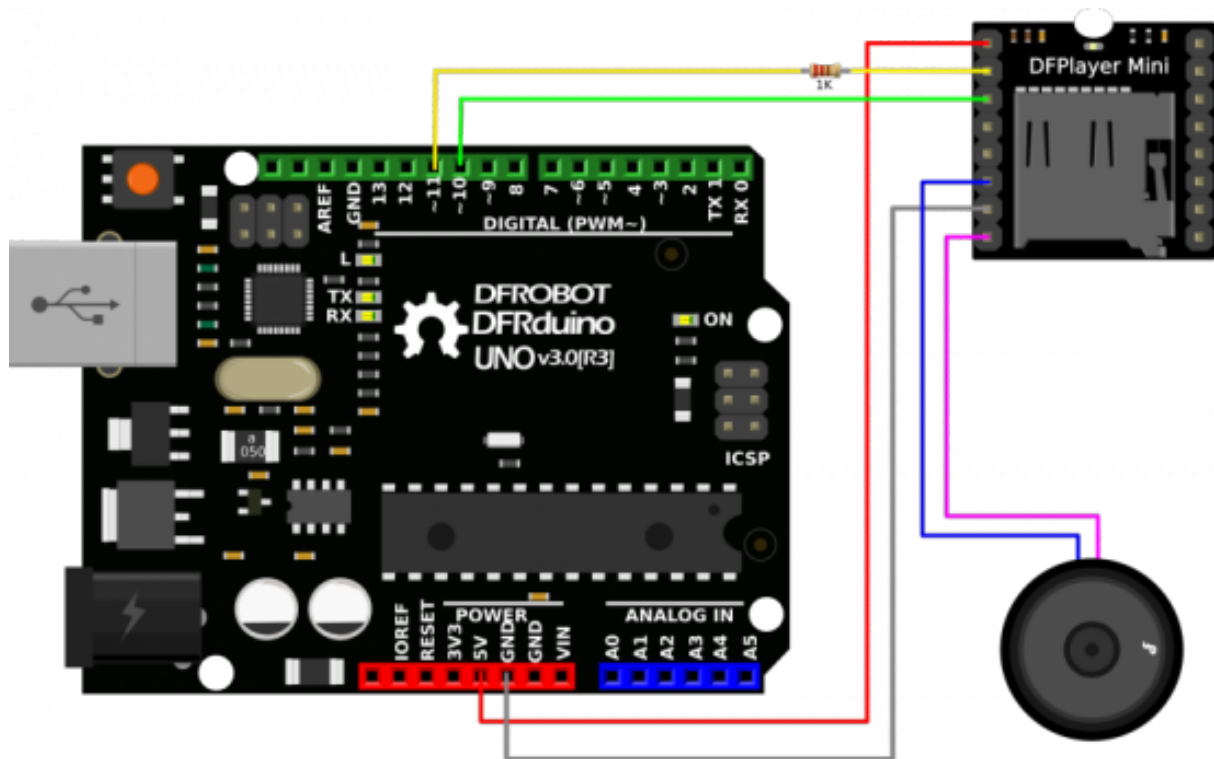 DFPlayer Mini
1K
AREF
GND
13
12
~11
~10
~9
8
7
~6
~5
4
~3
2
TX 1
RX 0
DIGITAL (PWM~)
L
TX
RX
DFROBOT
DFRduino
UNO v3.0[R3]
ON
ICSP
a
050
POWER
ANALOG IN
IOREF
RESET
3V3
5V
GND
GND
VIN
A0
A1
A2
A3
A4
A5